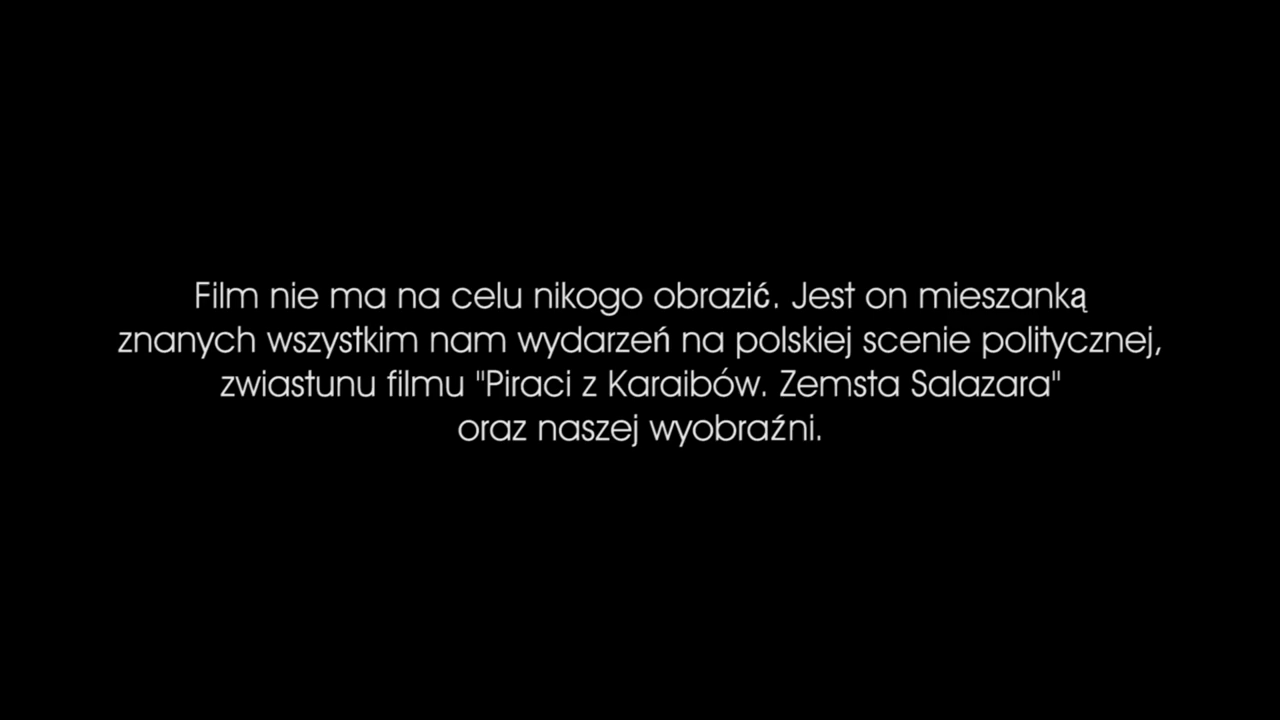 Film nie ma na celu nikogo obrazić. Jest on mieszanką
znanych wszystkim nam wydarzeń na polskiej scenie politycznej,
zwiastunu filmu "Piraci z Karaibów. Zemsta Salazara"
oraz naszej wyobraźni.